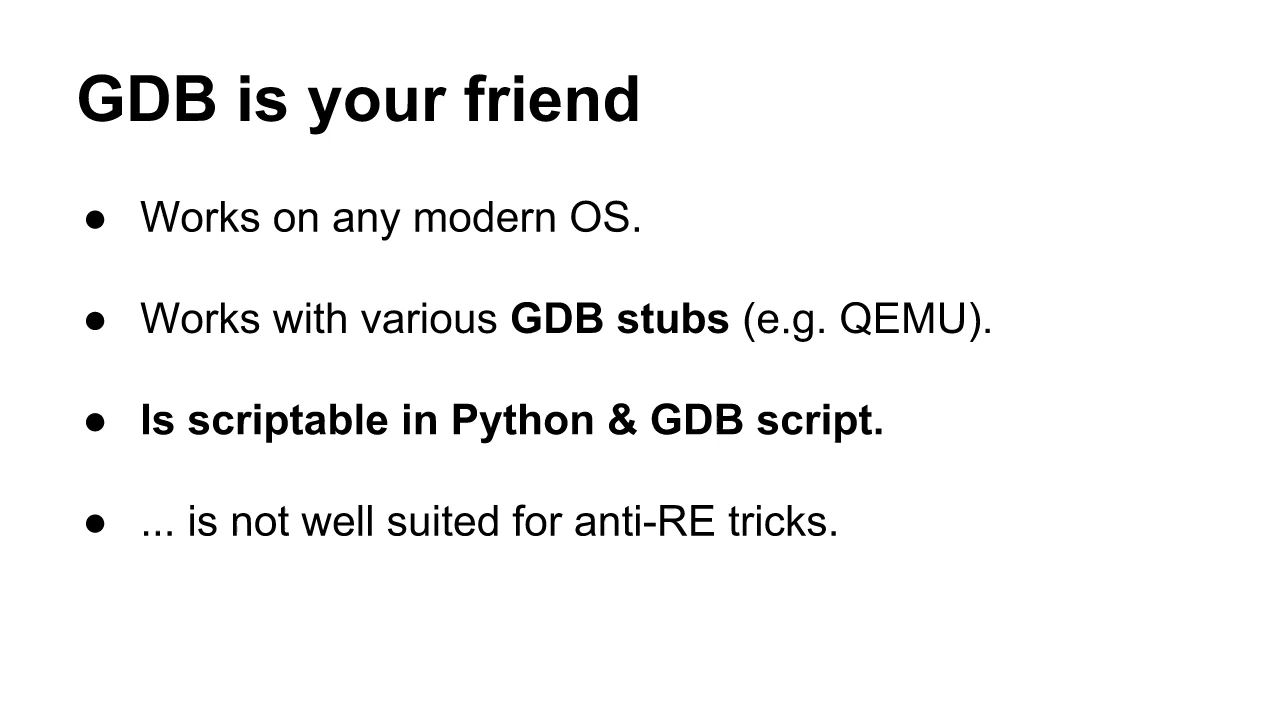 GDB is your friend
● Works on any modern OS.
● Works with various GDB stubs (e.g. QEMU).
● Is scriptable in Python & GDB script.
● ... is not well suited for anti-RE tricks.